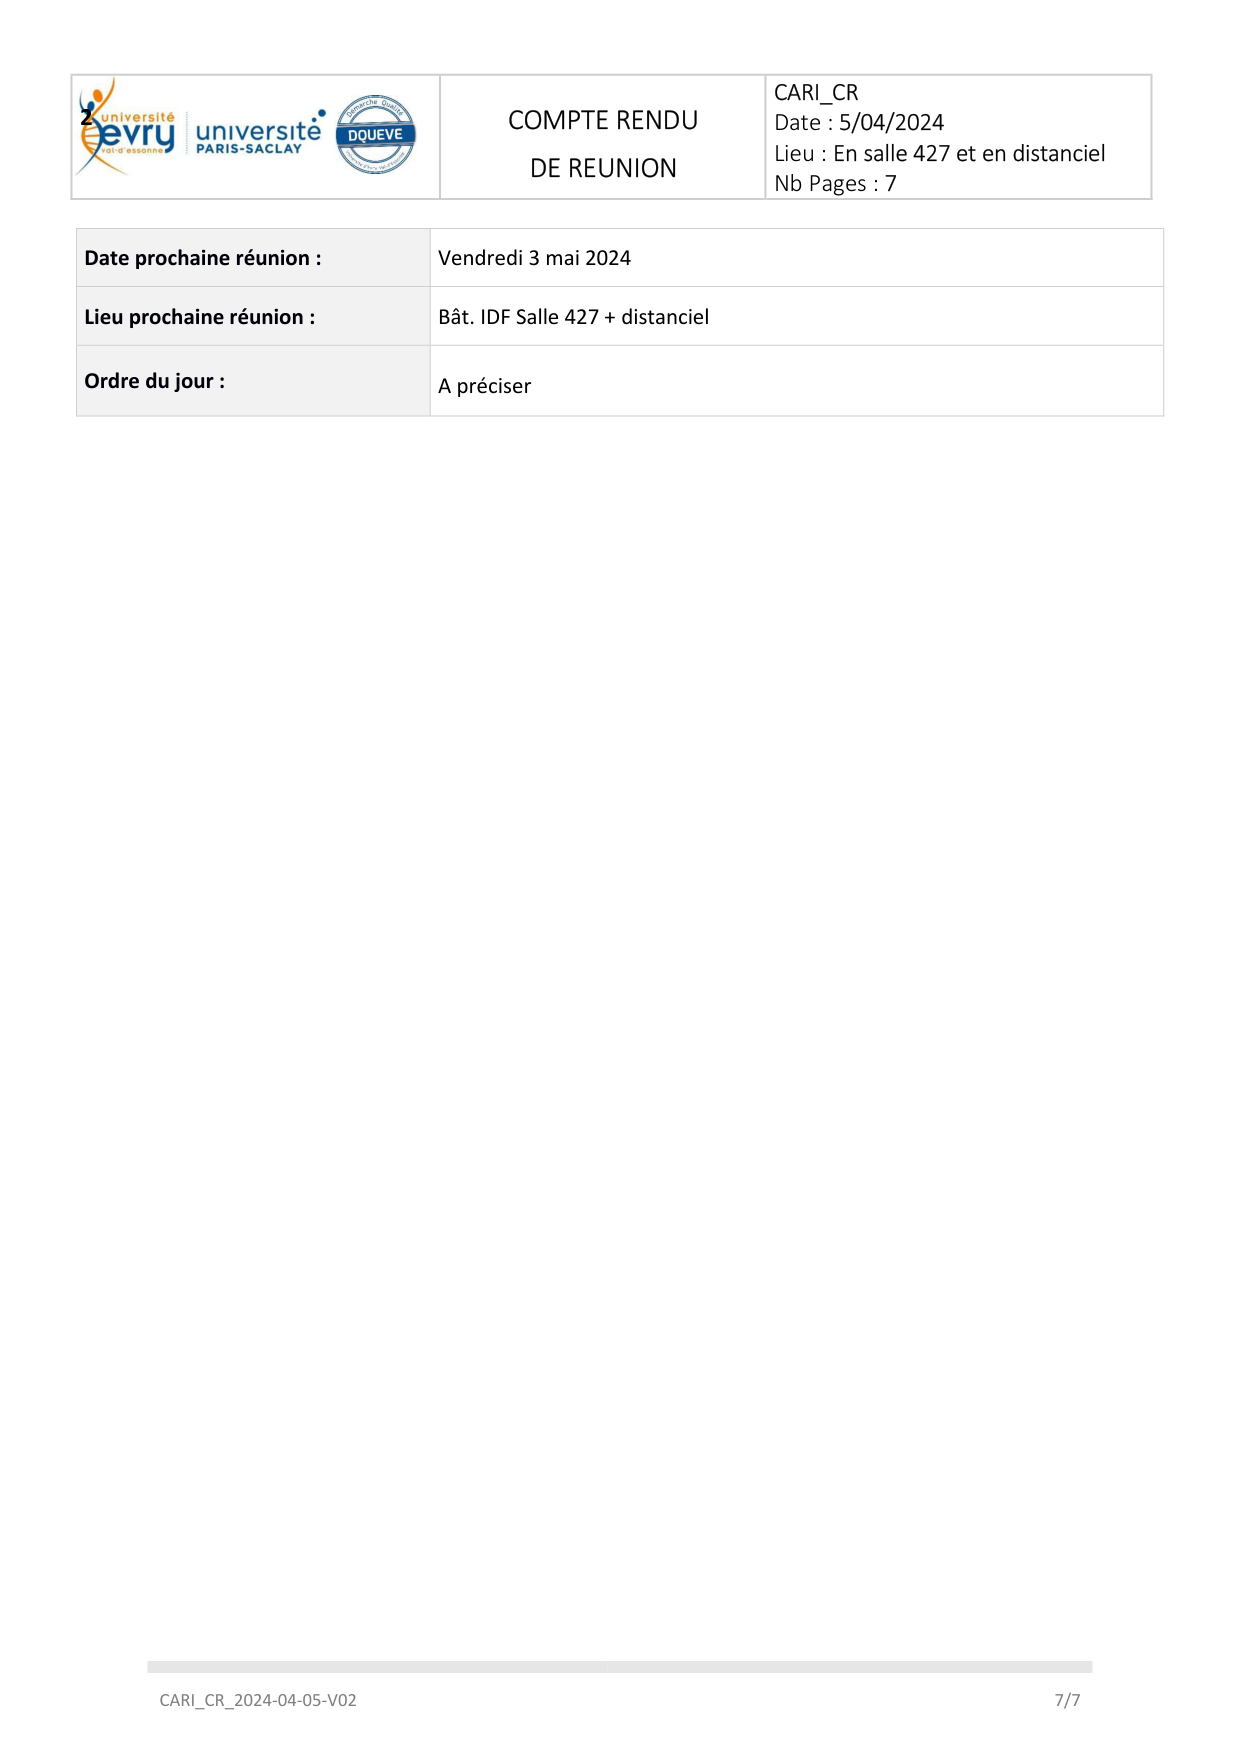 2
université
evry
val-d'essonne
université
PARIS-SACLAY
Démarche Qualité
DQUEVE
COMPTE RENDU
DE REUNION
CARI_CR
Date : 5/04/2024
Lieu : En salle 427 et en distanciel
Nb Pages : 7
Date prochaine réunion : Vendredi 3 mai 2024
Lieu prochaine réunion : Bât. IDF Salle 427 + distanciel
Ordre du jour : A préciser
CARI_CR_2024-04-05-V02 7/7